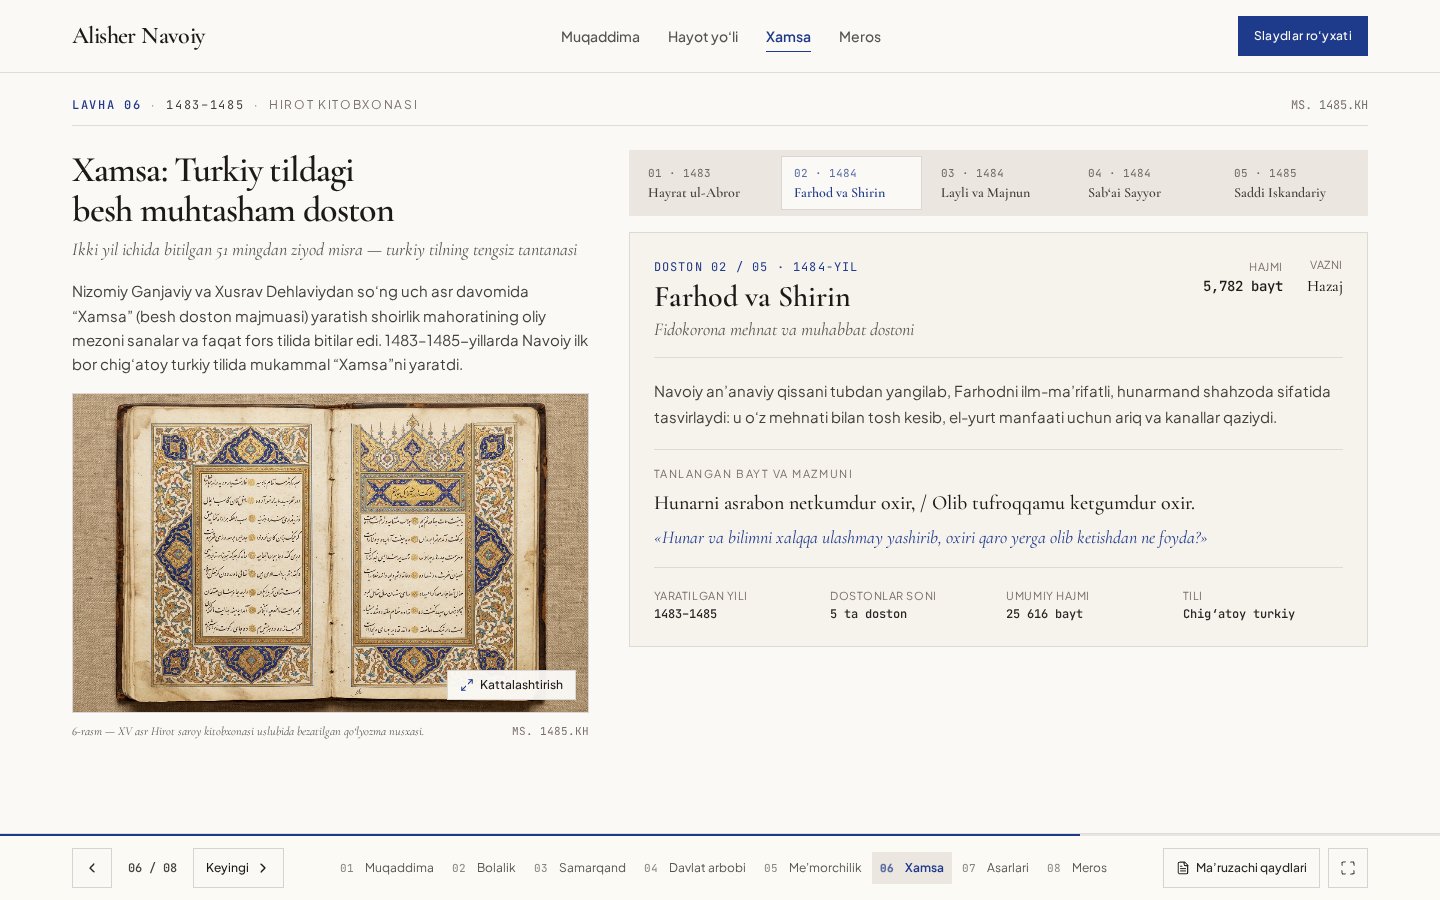 Alisher Navoiy
Muqaddima
Hayot yo‘li
Xamsa
Meros
Slaydlar ro‘yxati
LAVHA 06 · 1483–1485 · HIROT KITOBXONASI
MS. 1485.KH
Xamsa: Turkiy tildagi
besh muhtasham doston
Ikki yil ichida bitilgan 51 mingdan ziyod misra — turkiy tilning tengsiz tantanasi
Nizomiy Ganjaviy va Xusrav Dehlaviydan so‘ng uch asr davomida
“Xamsa” (besh doston majmuasi) yaratish shoirlik mahoratining oliy
mezoni sanalar va faqat fors tilida bitilar edi. 1483–1485-yillarda Navoiy ilk
bor chig‘atoy turkiy tilida mukammal “Xamsa”ni yaratdi.
Kattalashtirish
6-rasm — XV asr Hirot saroy kitobxonasi uslubida bezatilgan qo‘lyozma nusxasi.
MS. 1485.KH
01 · 1483
Hayrat ul-Abror
02 · 1484
Farhod va Shirin
03 · 1484
Layli va Majnun
04 · 1484
Sab‘ai Sayyor
05 · 1485
Saddi Iskandariy
DOSTON 02 / 05 · 1484-YIL
Farhod va Shirin
Fidokorona mehnat va muhabbat dostoni
HAJMI
5,782 bayt
VAZNI
Hazaj
Navoiy an’anaviy qissani tubdan yangilab, Farhodni ilm-ma’rifatli, hunarmand shahzoda sifatida
tasvirlaydi: u o‘z mehnati bilan tosh kesib, el-yurt manfaati uchun ariq va kanallar qaziydi.
TANLANGAN BAYT VA MAZMUNI
Hunarni asrabon netkumdur oxir, / Olib tufroqqamu ketgumdur oxir.
«Hunar va bilimni xalqqa ulashmay yashirib, oxiri qaro yerga olib ketishdan ne foyda?»
YARATILGAN YILI
1483–1485
DOSTONLAR SONI
5 ta doston
UMUMIY HAJMI
25 616 bayt
TILI
Chig‘atoy turkiy
06 / 08
Keyingi
01 Muqaddima
02 Bolalik
03 Samarqand
04 Davlat arbobi
05 Me’morchilik
06 Xamsa
07 Asarlari
08 Meros
Ma’ruzachi qaydlari